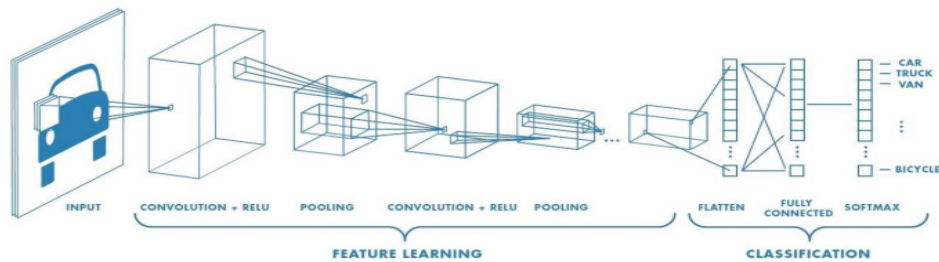 CAR
TRUCK
VAN
BICYCLE
INPUT
CONVOLUTION + RELU
POOLING
CONVOLUTION + RELU
POOLING
FLATTEN
FULLY
CONNECTED
SOFTMAX
FEATURE LEARNING
CLASSIFICATION